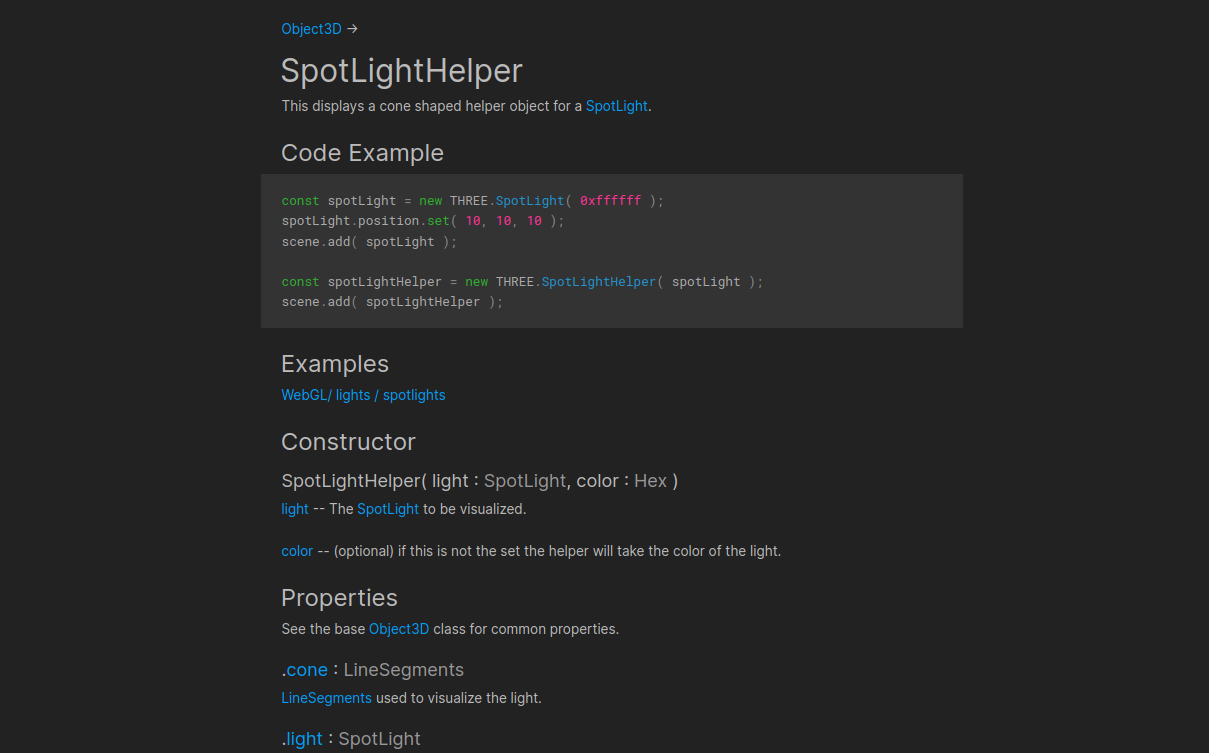 Object3D →
SpotLightHelper
This displays a cone shaped helper object for a SpotLight.
Code Example
const spotLight = new THREE.SpotLight( 0xffffff );
spotLight.position.set( 10, 10, 10 );
scene.add( spotLight );
const spotLightHelper = new THREE.SpotLightHelper( spotLight );
scene.add( spotLightHelper );
Examples
WebGL/ lights / spotlights
Constructor
SpotLightHelper( light : SpotLight, color : Hex )
light -- The SpotLight to be visualized.
color -- (optional) if this is not the set the helper will take the color of the light.
Properties
See the base Object3D class for common properties.
.cone : LineSegments
LineSegments used to visualize the light.
.light : SpotLight